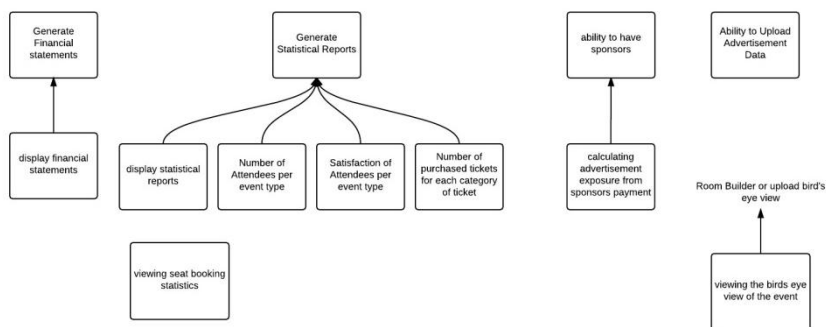 Generate
Financial
statements
Generate
Statistical Reports
ability to have
sponsors
Ability to Upload
Advertisement
Data
display financial
statements
display statistical
reports
Number of
Attendees per
event type
Satisfaction of
Attendees per
event type
Number of
purchased tickets
for each category
of ticket
calculating
advertisement
exposure from
sponsors payment
Room Builder or upload bird's
eye view
viewing seat booking
statistics
viewing the birds eye
view of the event